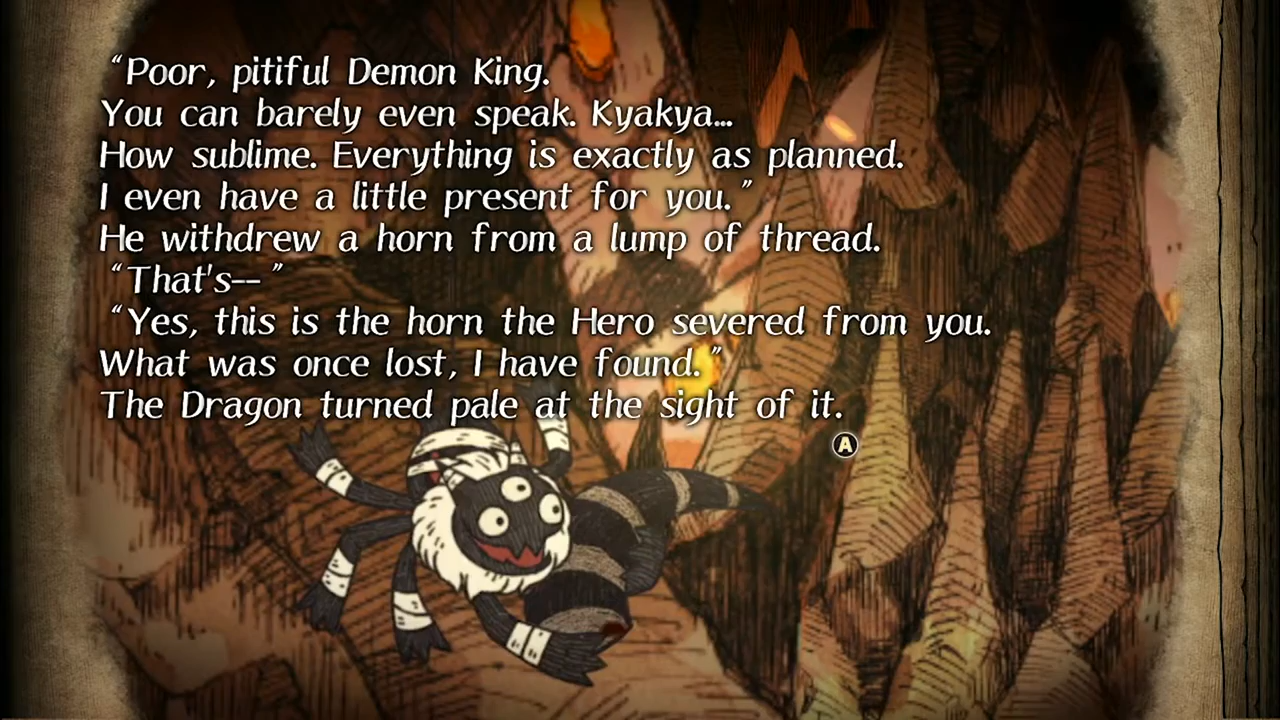 “Poor, pitiful Demon King.
You can barely even speak. Kyakya...
How sublime. Everything is exactly as planned.
I even have a little present for you.”
He withdrew a horn from a lump of thread.
“That's-- ”
“Yes, this is the horn the Hero severed from you.
What was once lost, I have found.”
The Dragon turned pale at the sight of it.
A